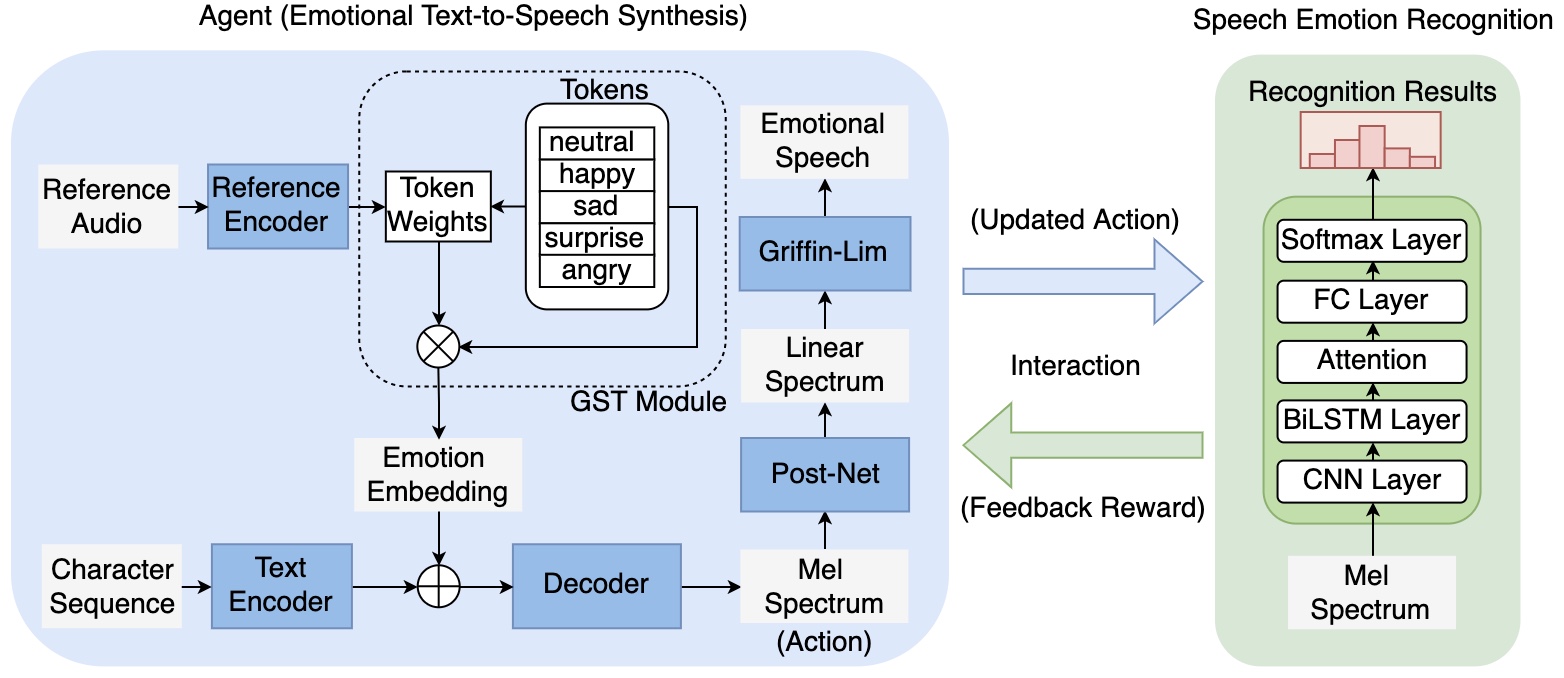 Agent (Emotional Text-to-Speech Synthesis)
Tokens
neutral
happy
sad
surprise
angry
Reference
Audio
Reference
Encoder
Token
Weights
GST Module
Emotion
Embedding
Character
Sequence
Text
Encoder
Decoder
Mel
Spectrum
(Action)
Post-Net
Linear
Spectrum
Griffin-Lim
Emotional
Speech
(Updated Action)
Interaction
(Feedback Reward)
Speech Emotion Recognition
Recognition Results
Softmax Layer
FC Layer
Attention
BiLSTM Layer
CNN Layer
Mel
Spectrum